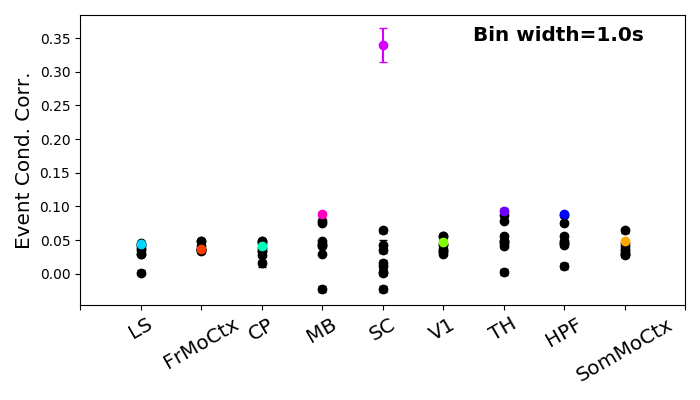 Bin width=1.0s
Event Cond. Corr.
0.35
0.30
0.25
0.20
0.15
0.10
0.05
0.00
LS FrMoCtx CP MB SC V1 TH HPF SomMoCtx